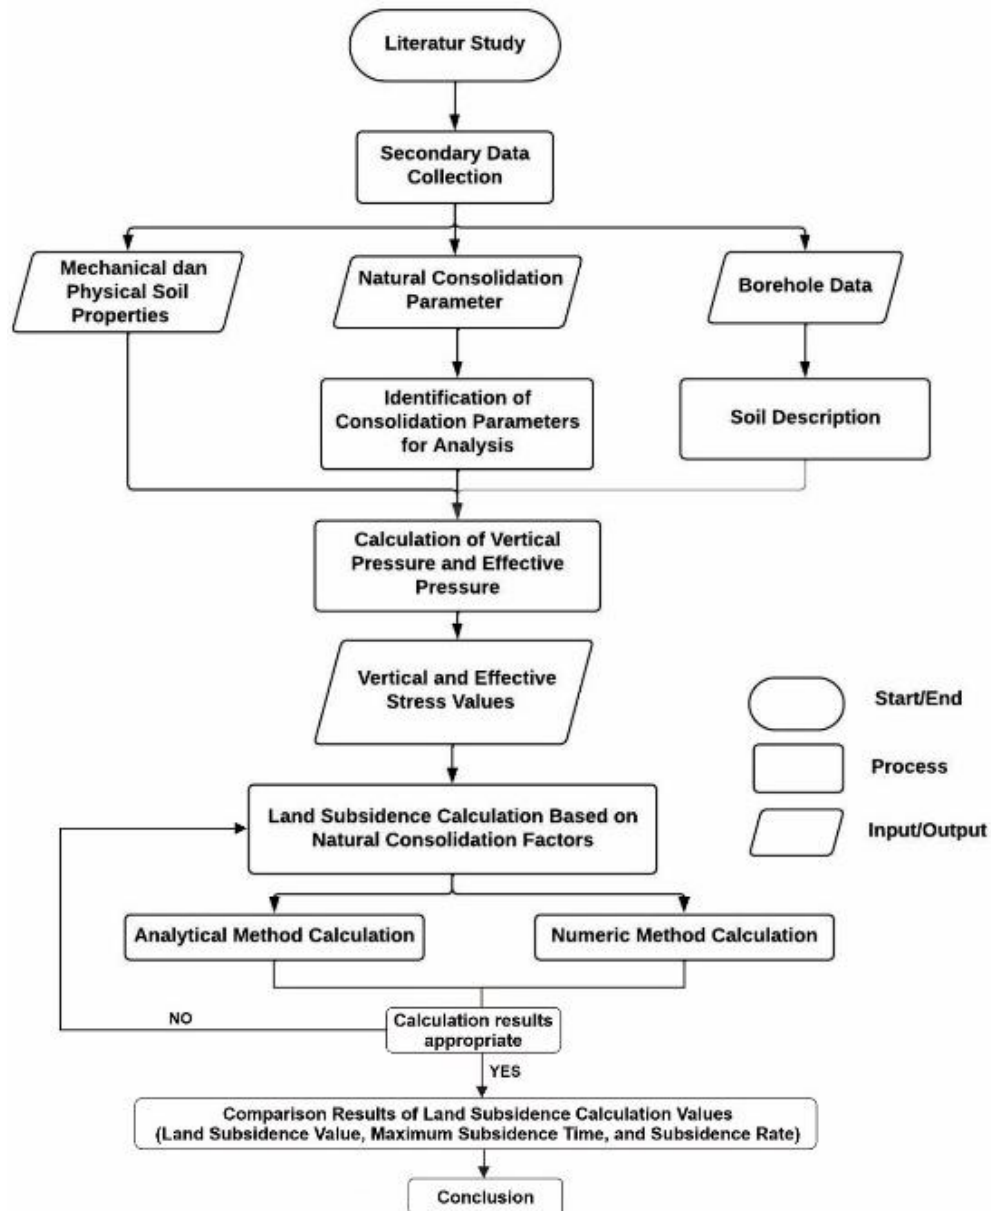 Literatur Study
Secondary Data
Collection
Mechanical dan
Physical Soil
Properties
Natural Consolidation
Parameter
Borehole Data
Identification of
Consolidation Parameters
for Analysis
Soil Description
Calculation of Vertical
Pressure and Effective
Pressure
Vertical and Effective
Stress Values
Start/End
Process
Input/Output
Land Subsidence Calculation Based on
Natural Consolidation Factors
Analytical Method Calculation
Numeric Method Calculation
NO
Calculation results
appropriate
YES
Comparison Results of Land Subsidence Calculation Values
(Land Subsidence Value, Maximum Subsidence Time, and Subsidence Rate)
Conclusion